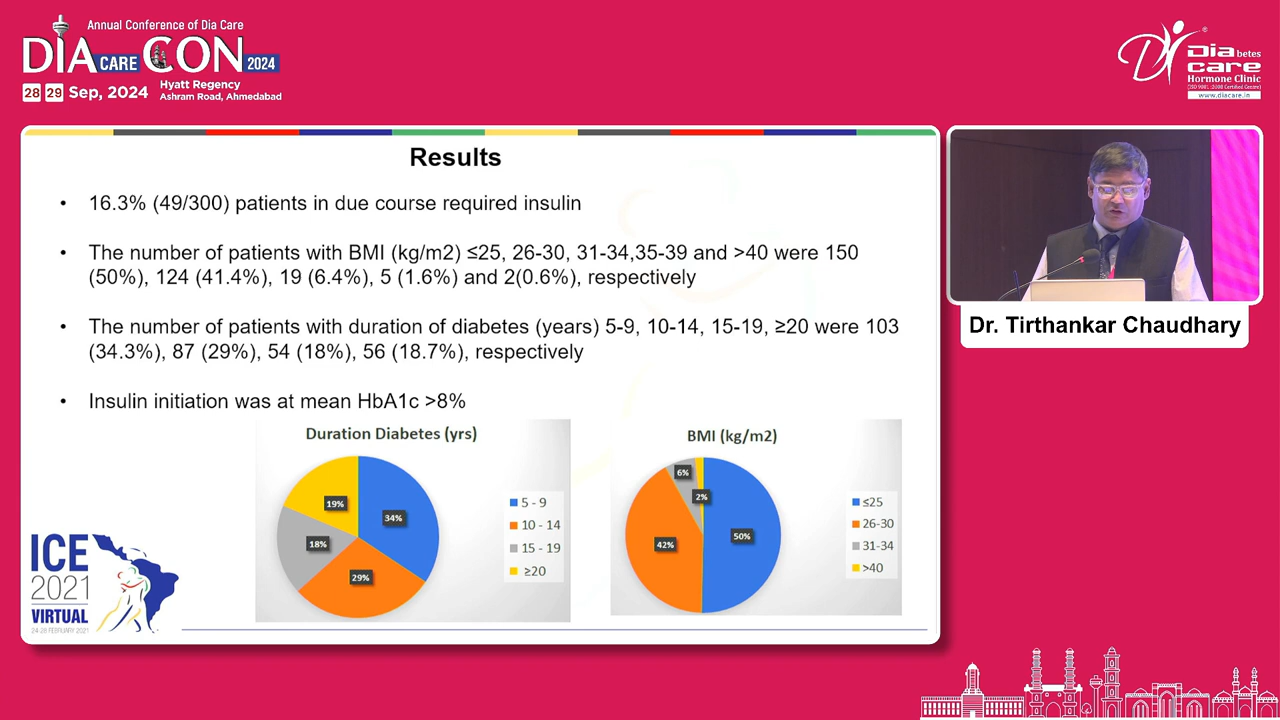 Annual Conference of Dia Care
DIA CARE CON 2024
28 29 Sep, 2024
Hyatt Regency
Ashram Road, Ahmedabad
Diabetes
care
Hormone Clinic
(ISO 9001 :2008 Certified Centre)
www.diacare.in
Results
• 16.3% (49/300) patients in due course required insulin
• The number of patients with BMI (kg/m2) ≤25, 26-30, 31-34,35-39 and >40 were 150
(50%), 124 (41.4%), 19 (6.4%), 5 (1.6%) and 2(0.6%), respectively
• The number of patients with duration of diabetes (years) 5-9, 10-14, 15-19, ≥20 were 103
(34.3%), 87 (29%), 54 (18%), 56 (18.7%), respectively
• Insulin initiation was at mean HbA1c >8%
Duration Diabetes (yrs)
34%
29%
18%
19%
5 - 9
10 - 14
15 - 19
≥20
BMI (kg/m2)
50%
42%
6%
2%
≤25
26-30
31-34
>40
ICE
2021
VIRTUAL
24-28 FEBRUARY 2021
Dr. Tirthankar Chaudhary